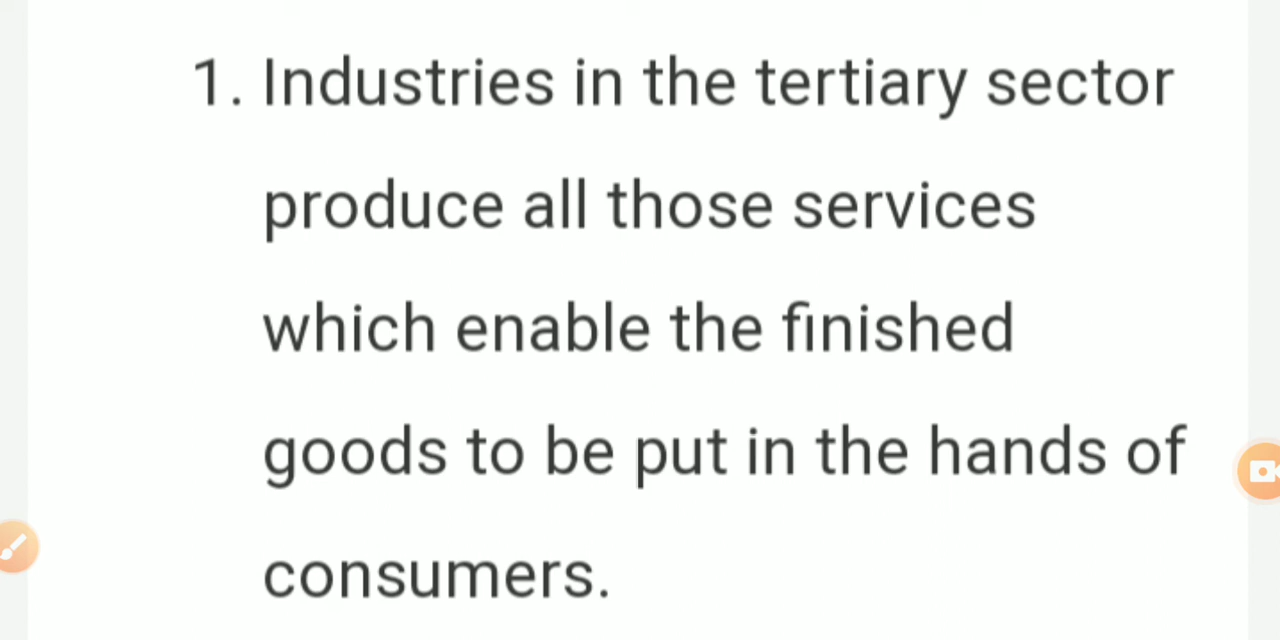 1. Industries in the tertiary sector
produce all those services
which enable the finished
goods to be put in the hands of
consumers.